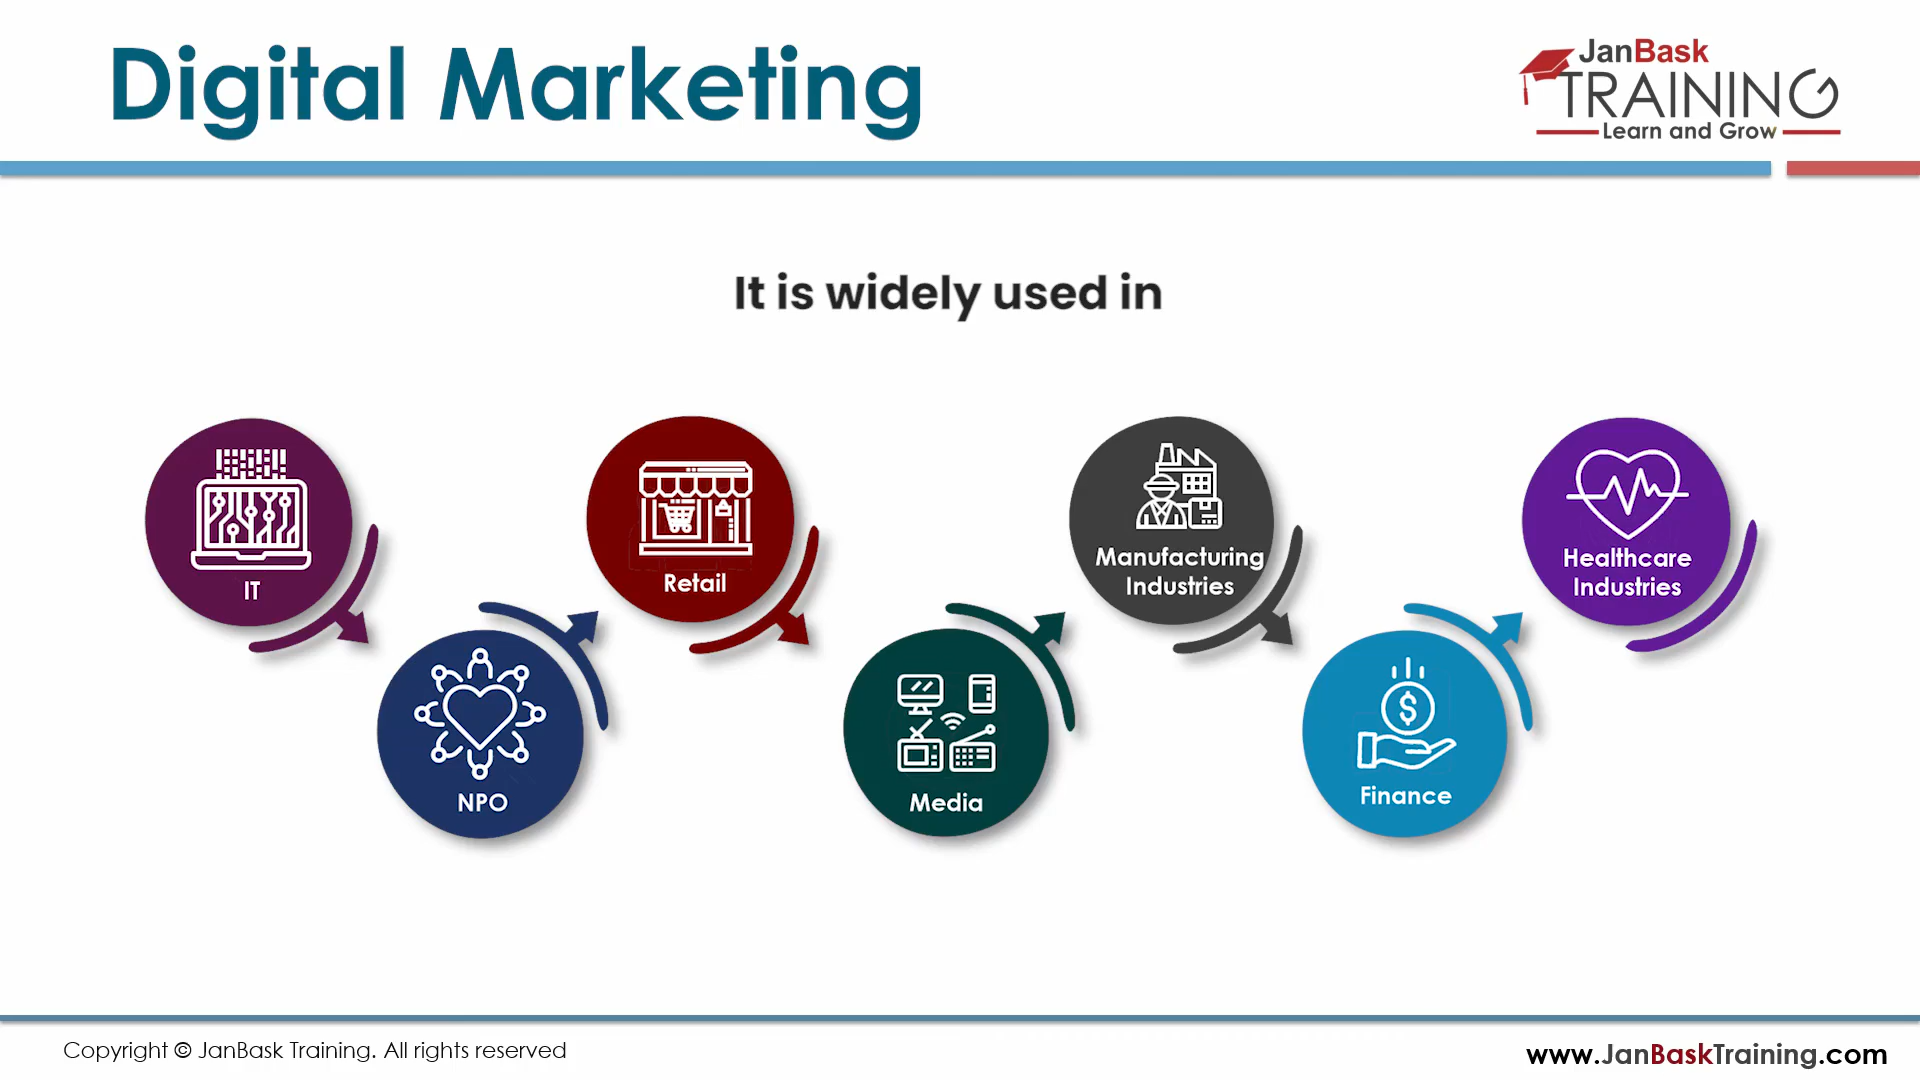 Digital Marketing
JanBask
TRAINING
Learn and Grow
It is widely used in
IT
NPO
Retail
Media
Manufacturing
Industries
Finance
Healthcare
Industries
Copyright © JanBask Training. All rights reserved
www.JanBaskTraining.com